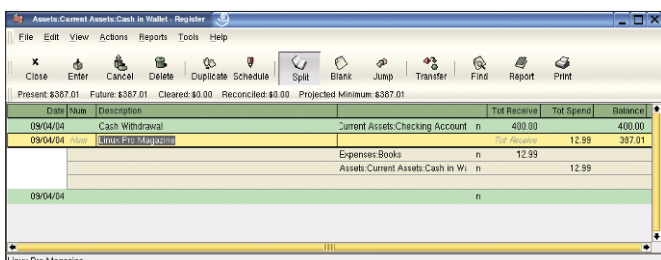 Assets:Current Assets:Cash in Wallet - Register
File Edit View Actions Reports Tools Help
Close Enter Cancel Delete Duplicate Schedule Split Blank Jump Transfer Find Report Print
Present: $387.01 Future: $387.01 Cleared: $0.00 Reconciled: $0.00 Projected Minimum: $387.01
Date Num Description Tot Receive Tot Spend Balance
09/04/04 Cash Withdrawal Current Assets:Checking Account n 400.00 400.00
09/04/04 Num Linux Pro Magazine Tot Receive 12.99 387.01
Expenses:Books n 12.99
Assets:Current Assets:Cash in W n 12.99
09/04/04 n
Linux Pro Magazine